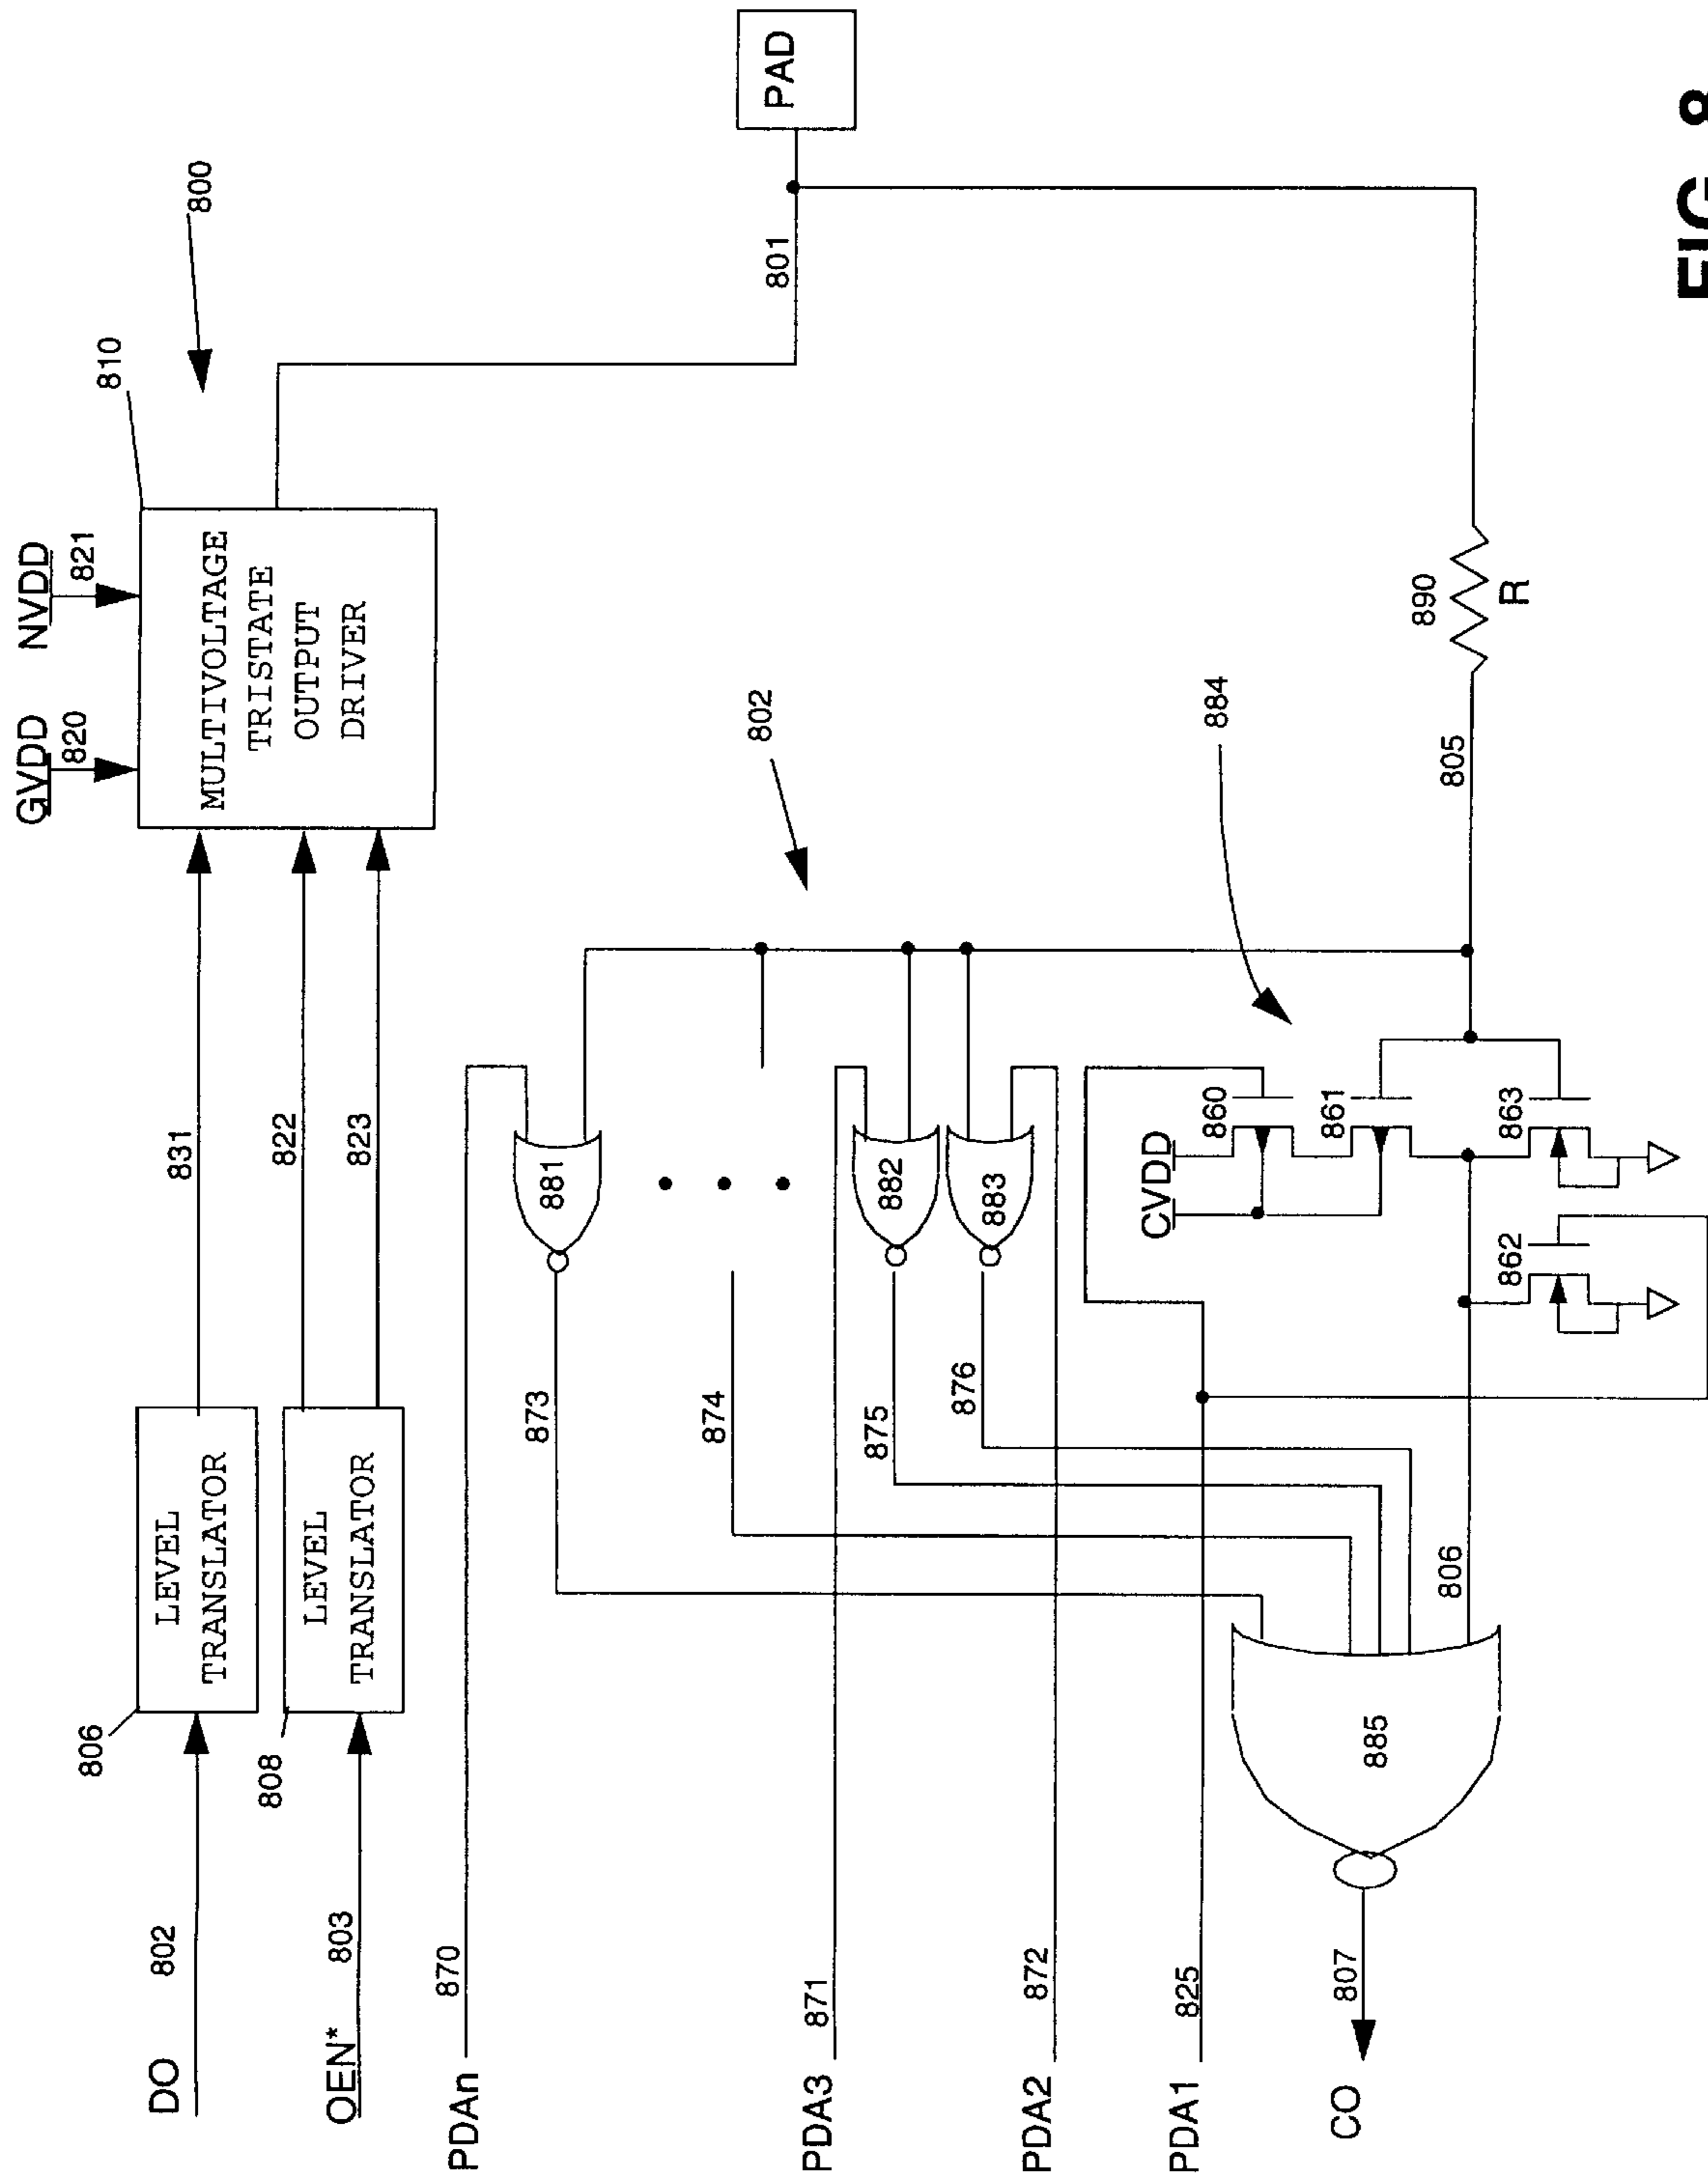 GVDD NVDD
820 821
806
810
DO 802
LEVEL
TRANSLATOR
831
MULTIVOLTAGE
TRISTATE
OUTPUT
DRIVER
800
808
OEN* 803
LEVEL
TRANSLATOR
822
823
PDAn 870
873
881
874
802
801
PAD
PDA3 871
875
882
876
883
PDA2 872
PDA1 825
CVDD
860
884
CO 807
885
861
806
862
863
805
890
R
FIG. 8